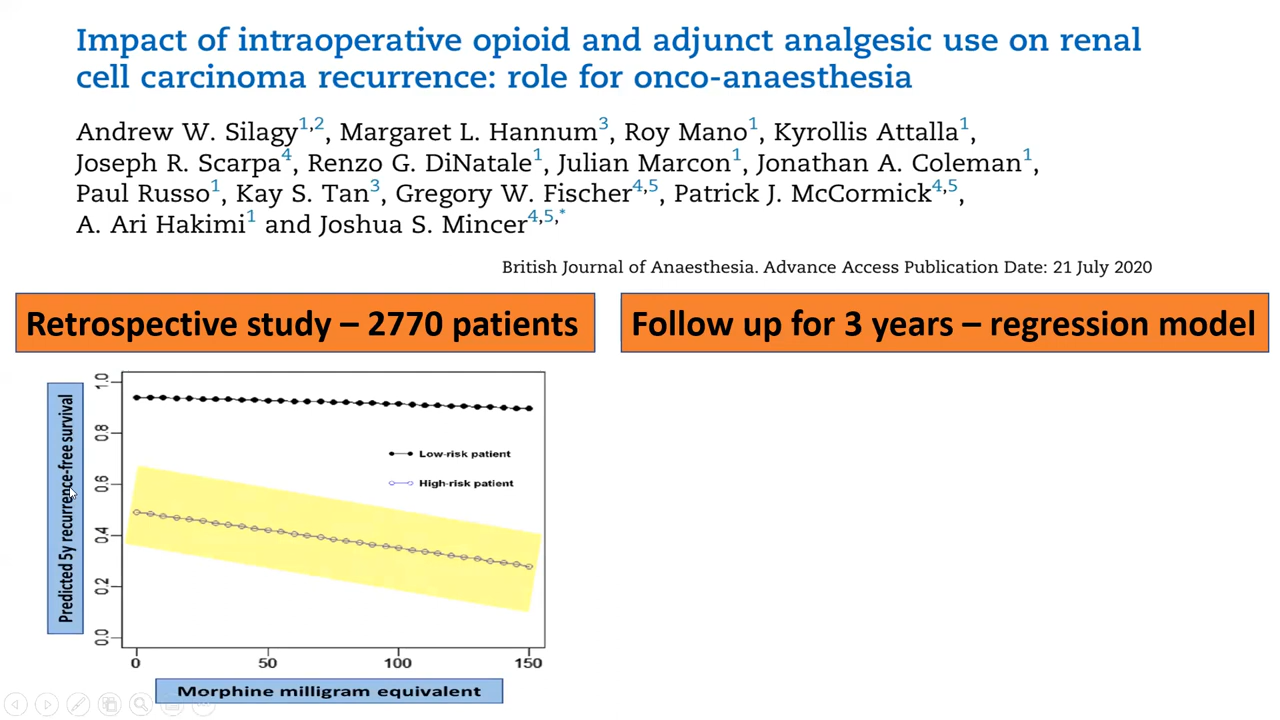 Impact of intraoperative opioid and adjunct analgesic use on renal
cell carcinoma recurrence: role for onco-anaesthesia
Andrew W. Silagy1,2, Margaret L. Hannum3, Roy Mano1, Kyrollis Attalla1,
Joseph R. Scarpa4, Renzo G. DiNatale1, Julian Marcon1, Jonathan A. Coleman1,
Paul Russo1, Kay S. Tan3, Gregory W. Fischer4,5, Patrick J. McCormick4,5,
A. Ari Hakimi1 and Joshua S. Mincer4,5,*
British Journal of Anaesthesia. Advance Access Publication Date: 21 July 2020
Retrospective study – 2770 patients
Follow up for 3 years – regression model
Predicted 5y recurrence-free survival
1.0
0.8
0.6
0.4
0.2
0.0
Low-risk patient
High-risk patient
0 50 100 150
Morphine milligram equivalent